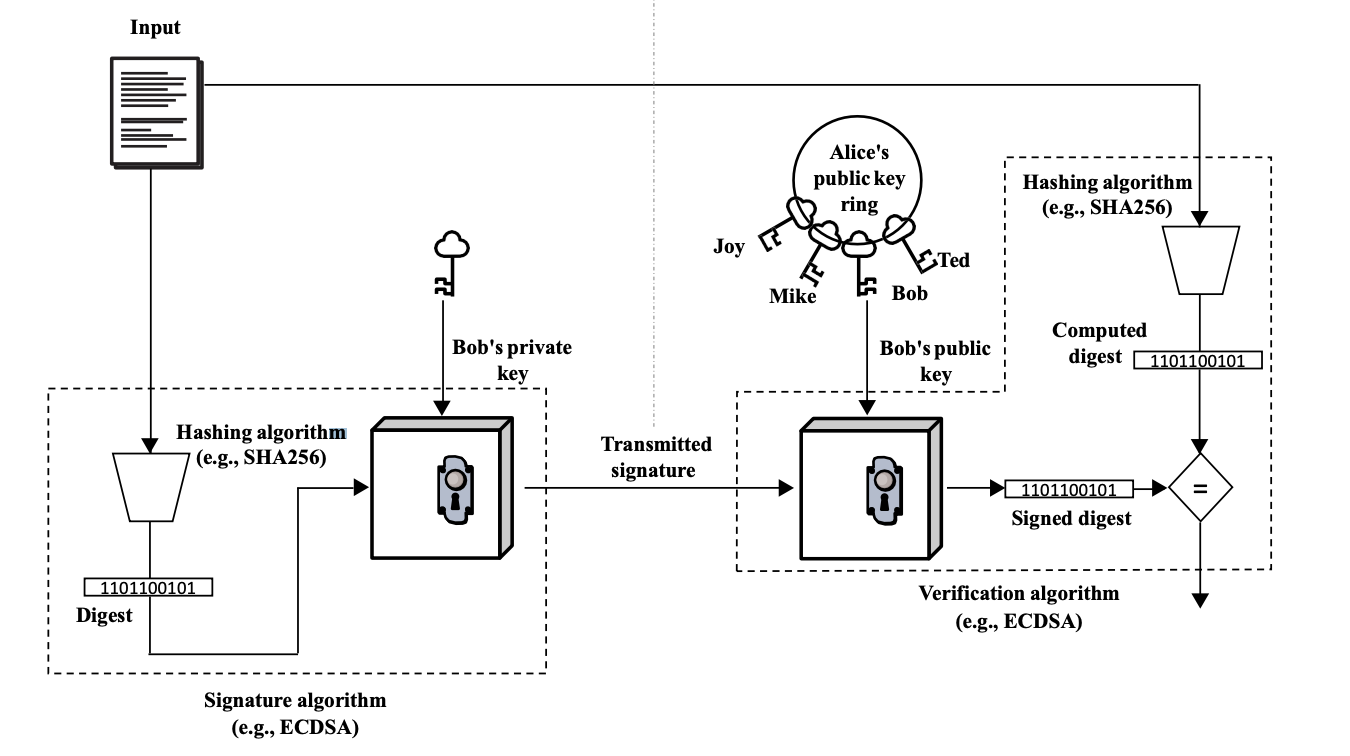 Input
Alice's
public key
ring
Joy
Mike
Bob
Ted
Hashing algorithm
(e.g., SHA256)
Bob's private
key
Bob's public
key
Computed
digest
1101100101
Hashing algorithm
(e.g., SHA256)
Transmitted
signature
1101100101
=
Signed digest
1101100101
Digest
Verification algorithm
(e.g., ECDSA)
Signature algorithm
(e.g., ECDSA)